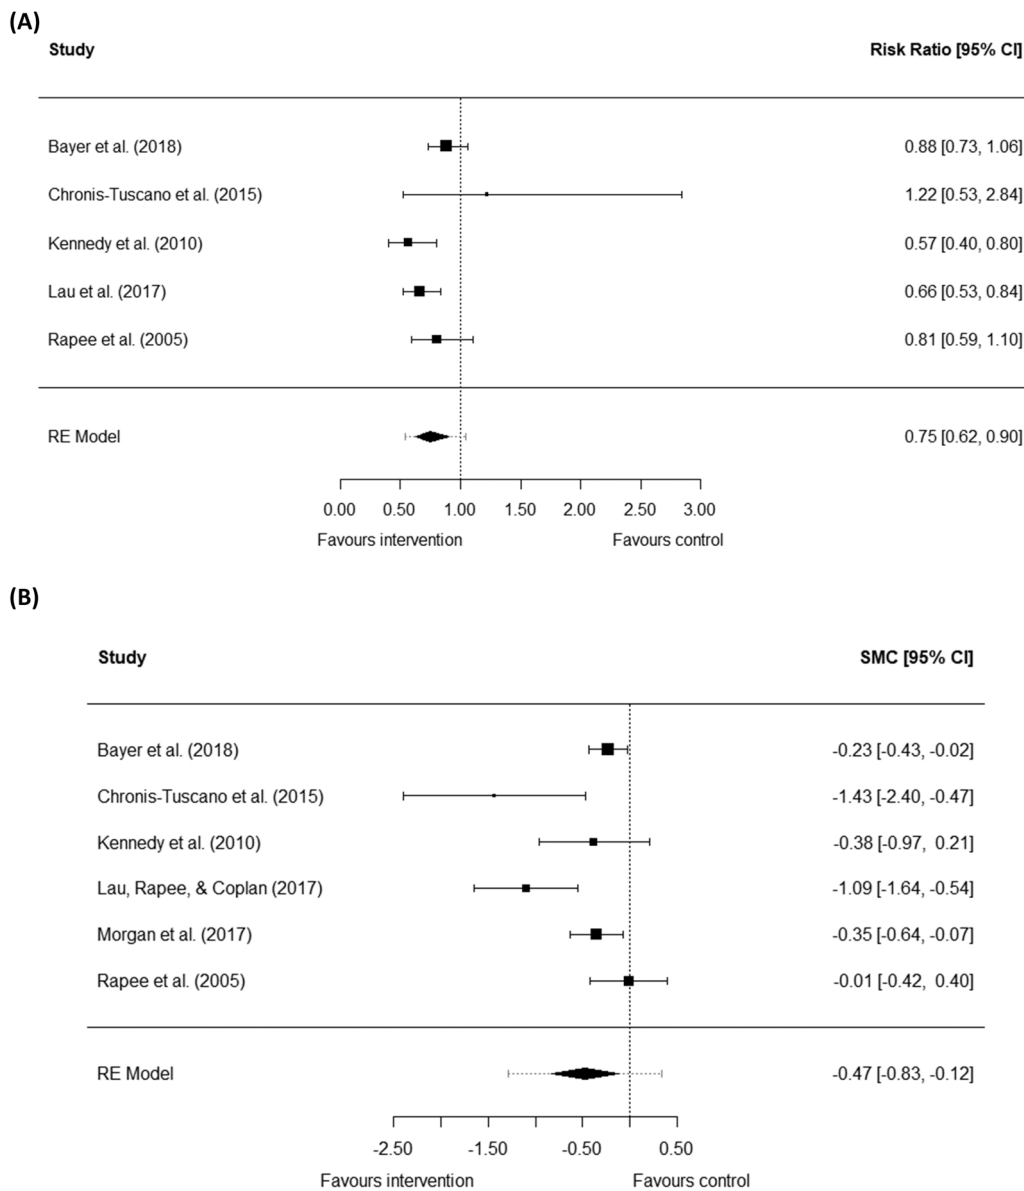 (A)
Study Risk Ratio [95% CI]
Bayer et al. (2018) 0.88 [0.73, 1.06]
Chronis-Tuscano et al. (2015) 1.22 [0.53, 2.84]
Kennedy et al. (2010) 0.57 [0.40, 0.80]
Lau et al. (2017) 0.66 [0.53, 0.84]
Rapee et al. (2005) 0.81 [0.59, 1.10]
RE Model 0.75 [0.62, 0.90]
0.00 0.50 1.00 1.50 2.00 2.50 3.00
Favours intervention Favours control
(B)
Study SMC [95% CI]
Bayer et al. (2018) -0.23 [-0.43, -0.02]
Chronis-Tuscano et al. (2015) -1.43 [-2.40, -0.47]
Kennedy et al. (2010) -0.38 [-0.97, 0.21]
Lau, Rapee, & Coplan (2017) -1.09 [-1.64, -0.54]
Morgan et al. (2017) -0.35 [-0.64, -0.07]
Rapee et al. (2005) -0.01 [-0.42, 0.40]
RE Model -0.47 [-0.83, -0.12]
-2.50 -1.50 -0.50 0.50
Favours intervention Favours control